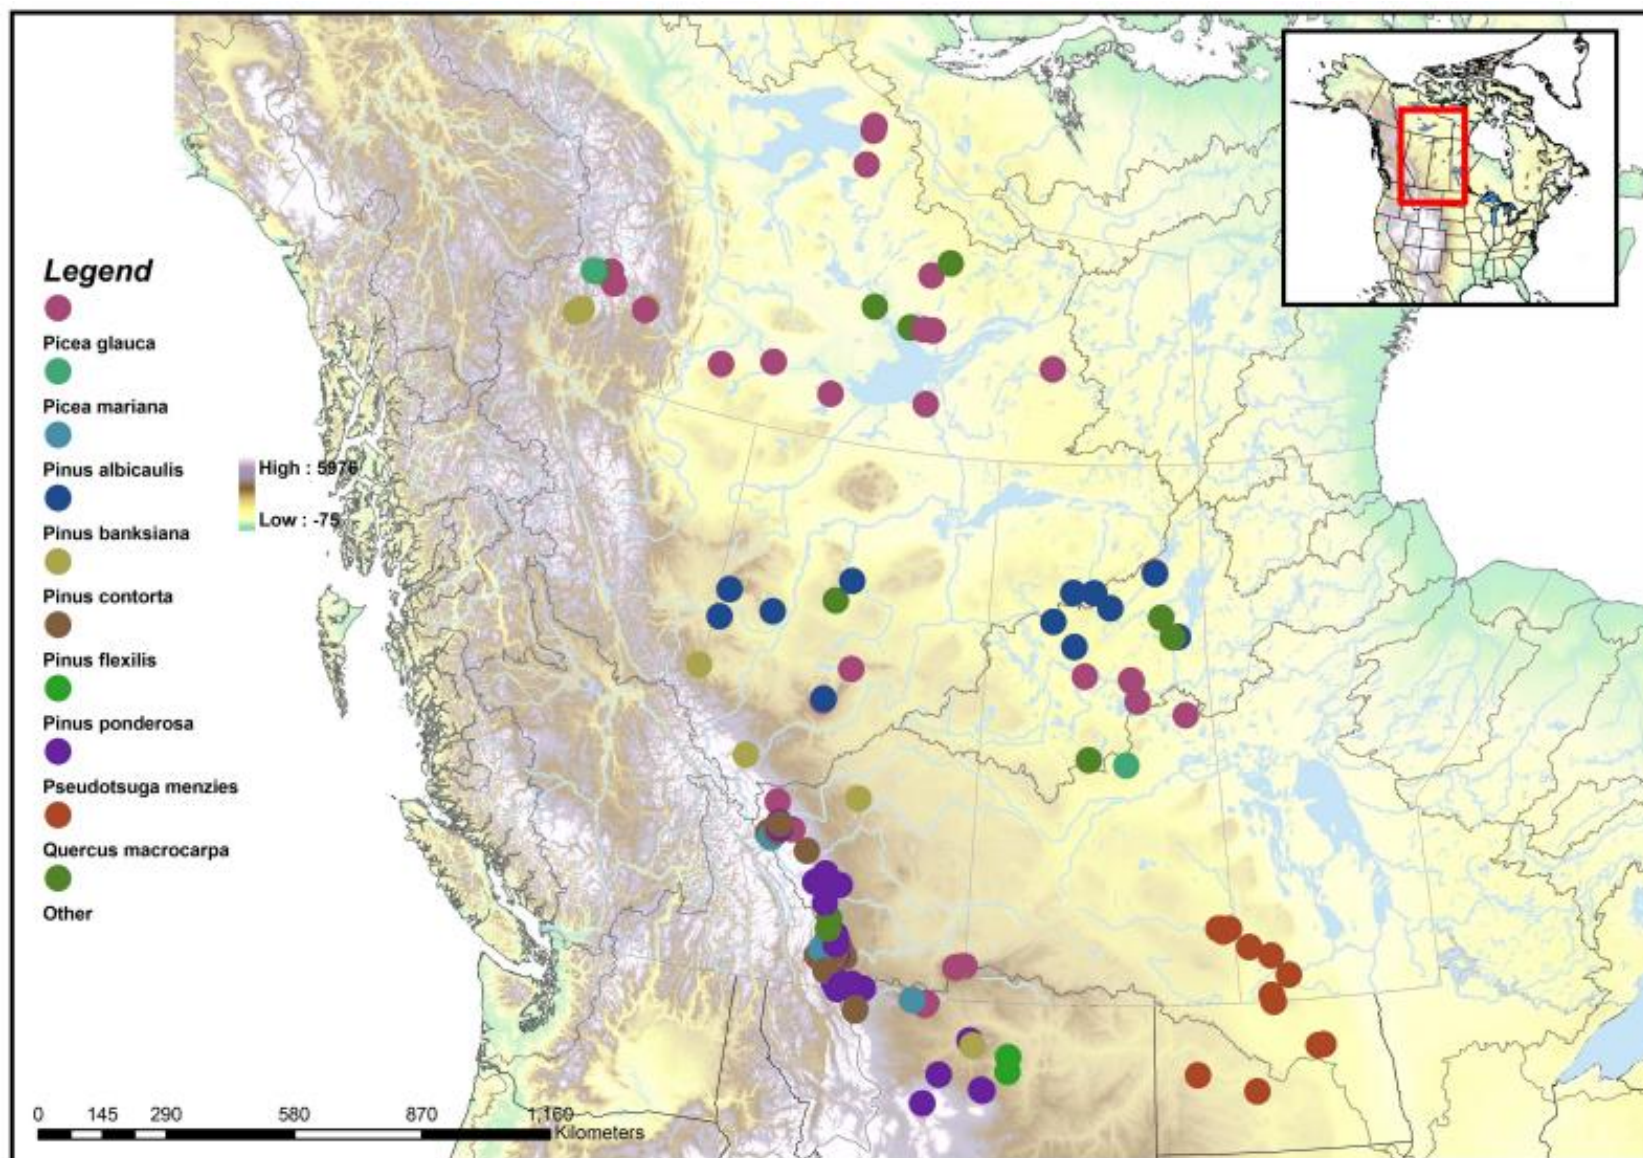 Legend
Picea glauca
Picea mariana
Pinus albicaulis
High : 5976
Low : -75
Pinus banksiana
Pinus contorta
Pinus flexilis
Pinus ponderosa
Pseudotsuga menzies
Quercus macrocarpa
Other
0 145 290 580 870 1,160
Kilometers